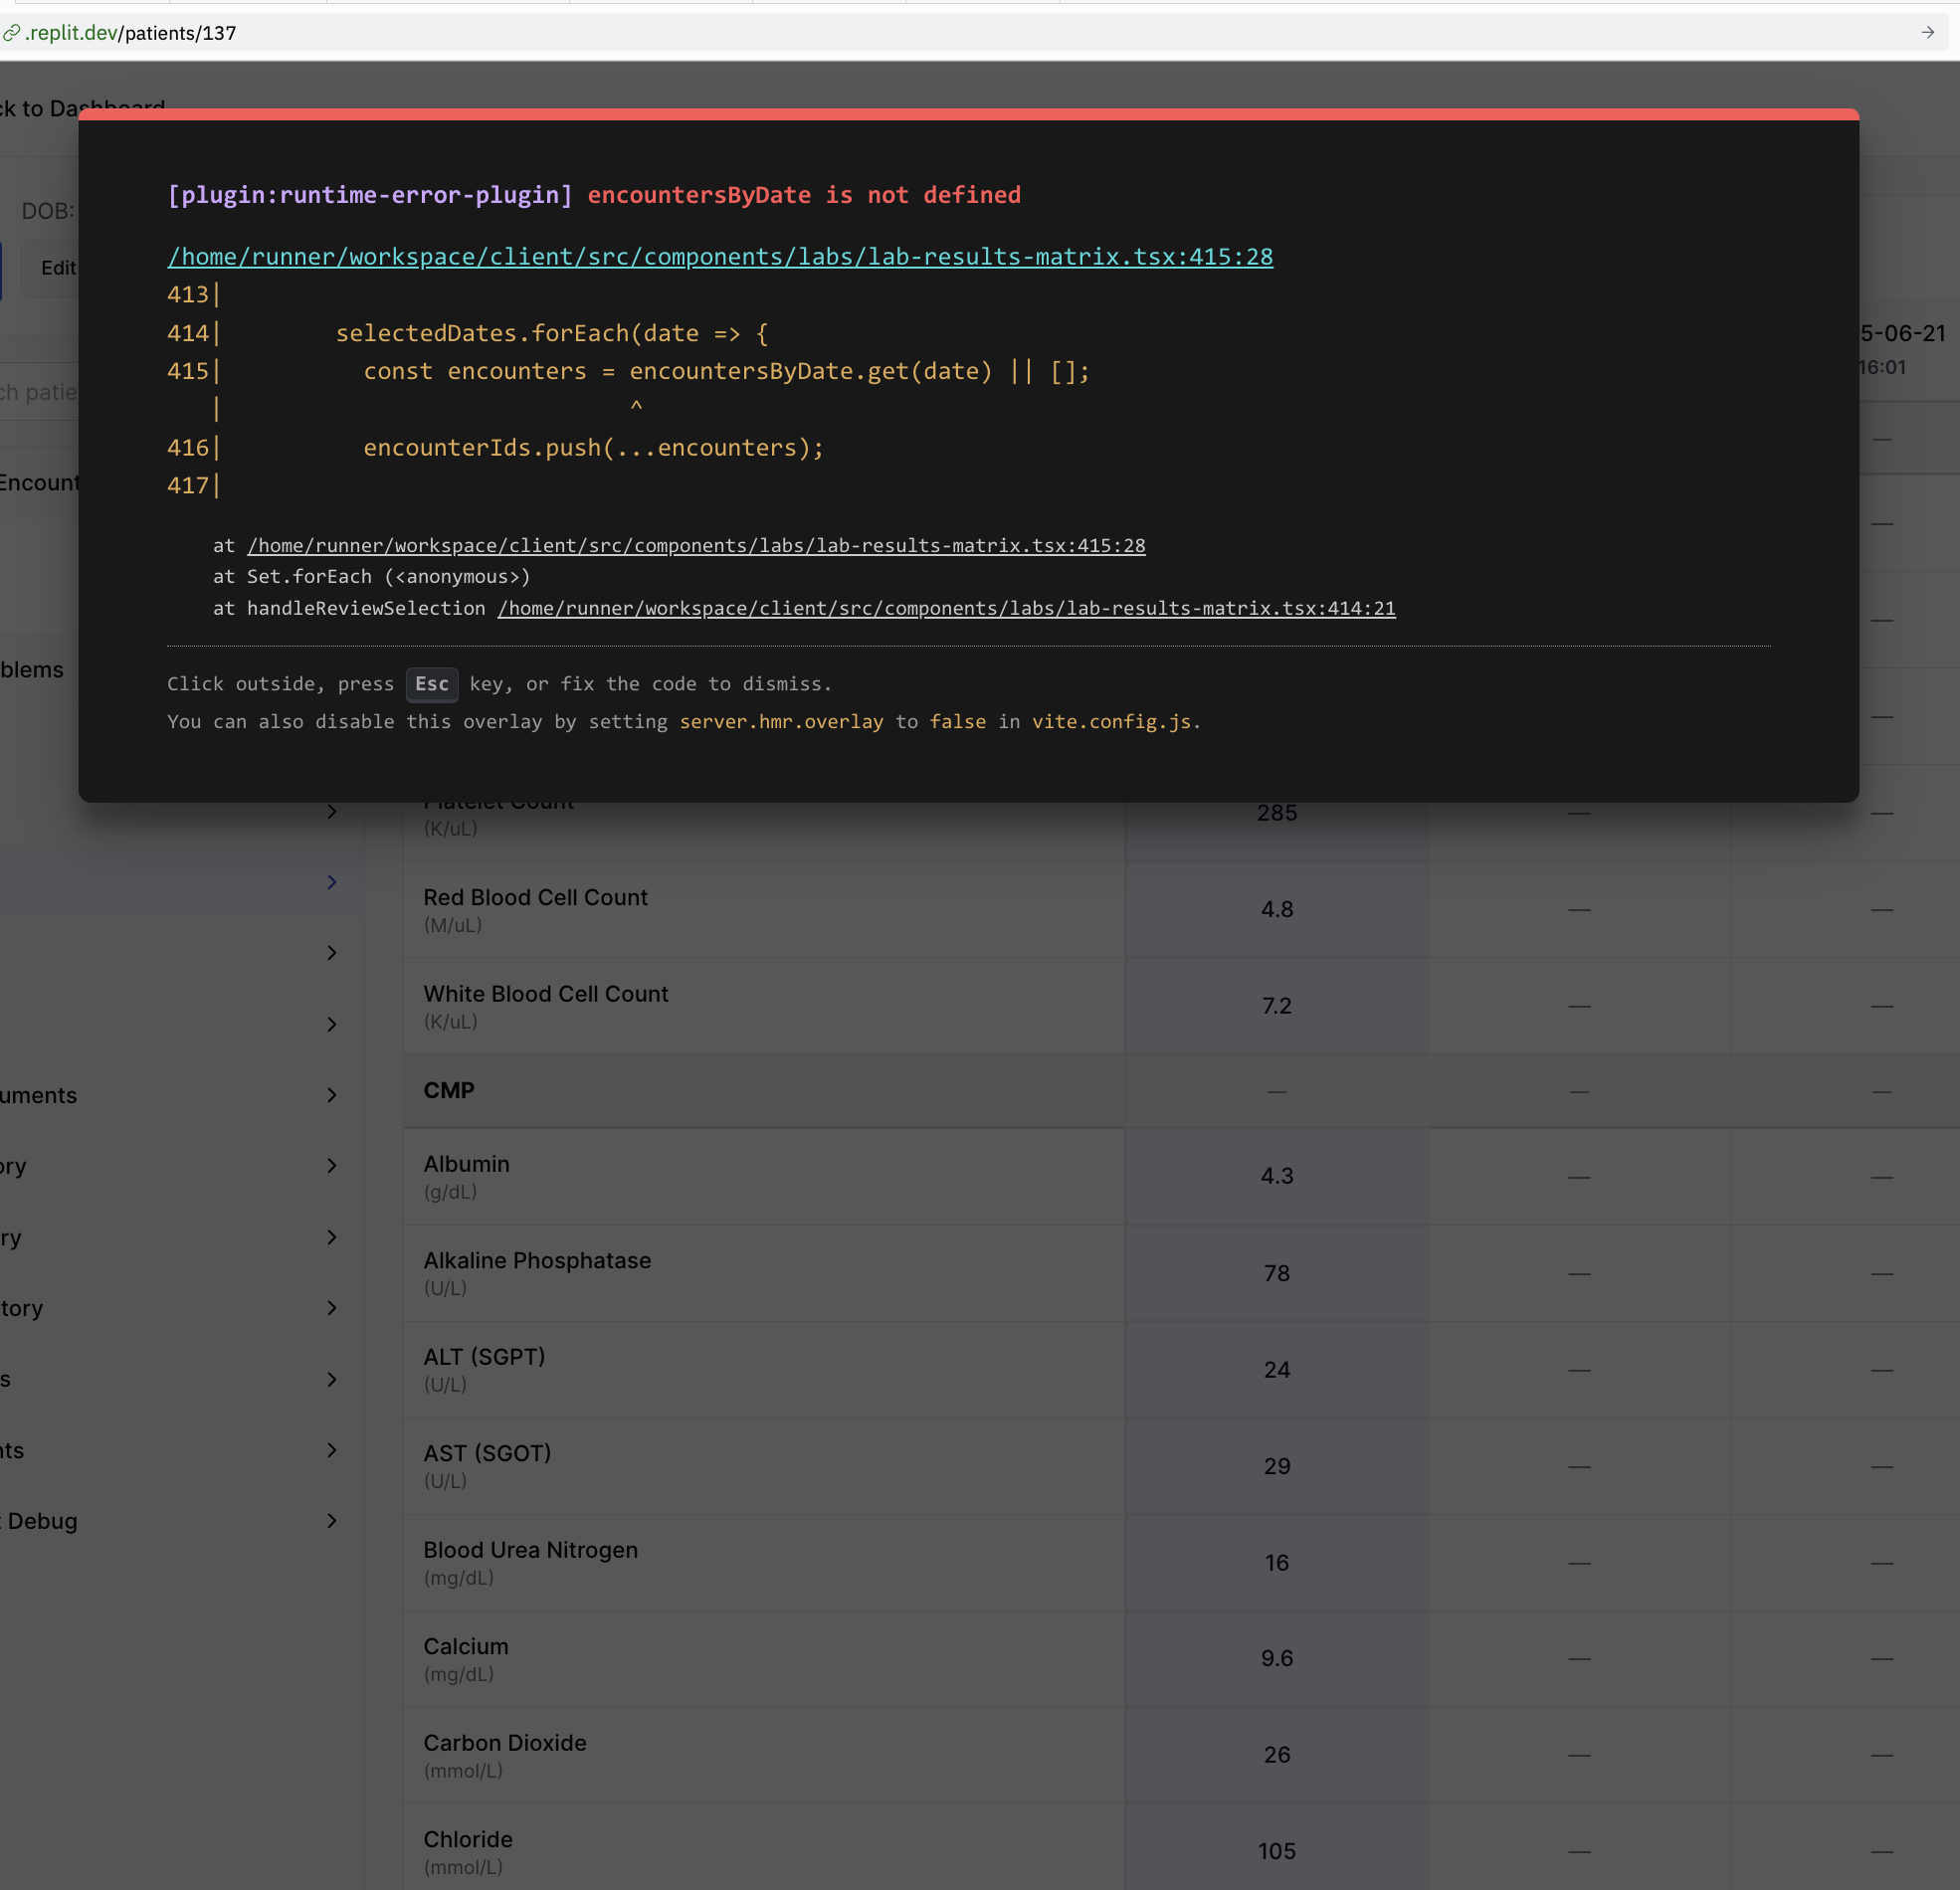 .replit.dev/patients/137
ck to Dashboard
DOB:
Edit
ch patie
Encount
blems
uments
ory
ry
tory
s
nts
t Debug
[plugin:runtime-error-plugin] encountersByDate is not defined
/home/runner/workspace/client/src/components/labs/lab-results-matrix.tsx:415:28
413|
414|        selectedDates.forEach(date => {
415|          const encounters = encountersByDate.get(date) || [];
|                             ^
416|          encounterIds.push(...encounters);
417|
at /home/runner/workspace/client/src/components/labs/lab-results-matrix.tsx:415:28
at Set.forEach (<anonymous>)
at handleReviewSelection /home/runner/workspace/client/src/components/labs/lab-results-matrix.tsx:414:21
Click outside, press Esc key, or fix the code to dismiss.
You can also disable this overlay by setting server.hmr.overlay to false in vite.config.js.
5-06-21
16:01
—
—
—
—
Platelet Count
(K/uL)
285 — —
Red Blood Cell Count
(M/uL)
4.8 — —
White Blood Cell Count
(K/uL)
7.2 — —
CMP — — —
Albumin
(g/dL)
4.3 — —
Alkaline Phosphatase
(U/L)
78 — —
ALT (SGPT)
(U/L)
24 — —
AST (SGOT)
(U/L)
29 — —
Blood Urea Nitrogen
(mg/dL)
16 — —
Calcium
(mg/dL)
9.6 — —
Carbon Dioxide
(mmol/L)
26 — —
Chloride
(mmol/L)
105 — —